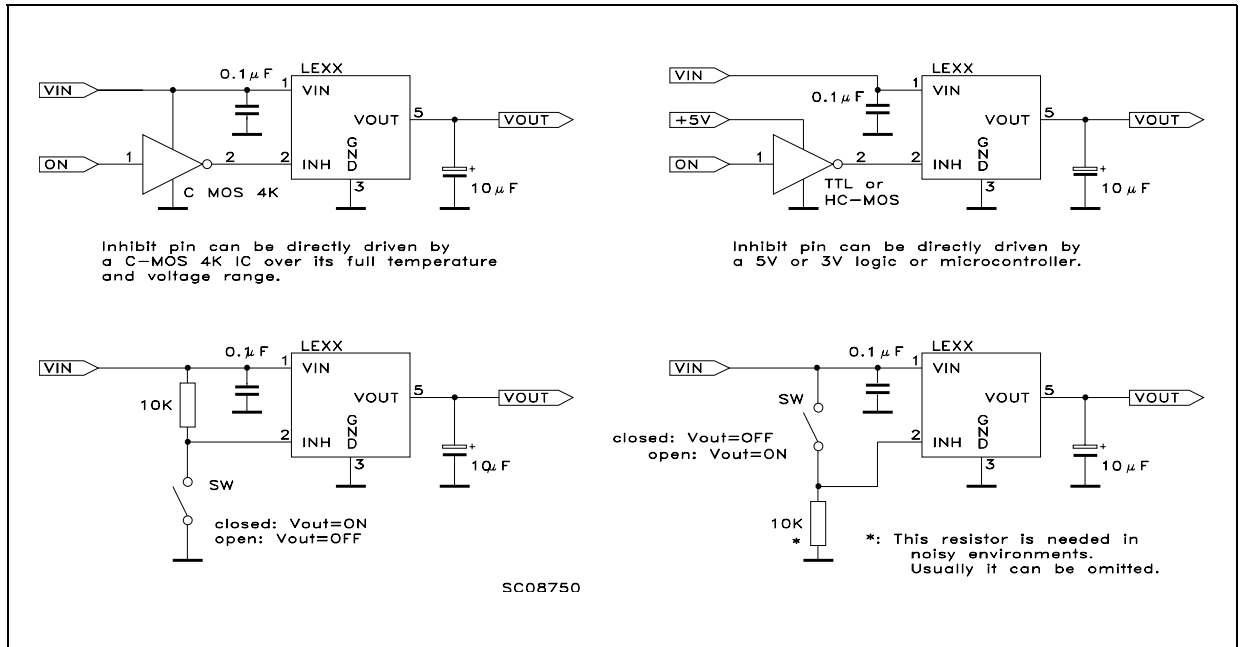 LEXX
0.1μF
VIN
1
VIN
VOUT
5
VOUT
ON
1
2
2
INH
GND
3
+
10μF
C MOS 4K
Inhibit pin can be directly driven by
a C-MOS 4K IC over its full temperature
and voltage range.
LEXX
VIN
1
VIN
0.1μF
+5V
VOUT
5
VOUT
ON
1
2
2
INH
GND
3
+
10μF
TTL or
HC-MOS
Inhibit pin can be directly driven by
a 5V or 3V logic or microcontroller.
LEXX
0.1μF
VIN
1
VIN
10K
VOUT
5
VOUT
2
INH
GND
3
+
10μF
SW
closed: Vout=ON
open: Vout=OFF
LEXX
0.1μF
VIN
1
VIN
SW
VOUT
5
VOUT
closed: Vout=OFF
open: Vout=ON
2
INH
GND
3
+
10μF
10K
*
*: This resistor is needed in
noisy environments.
Usually it can be omitted.
SC08750